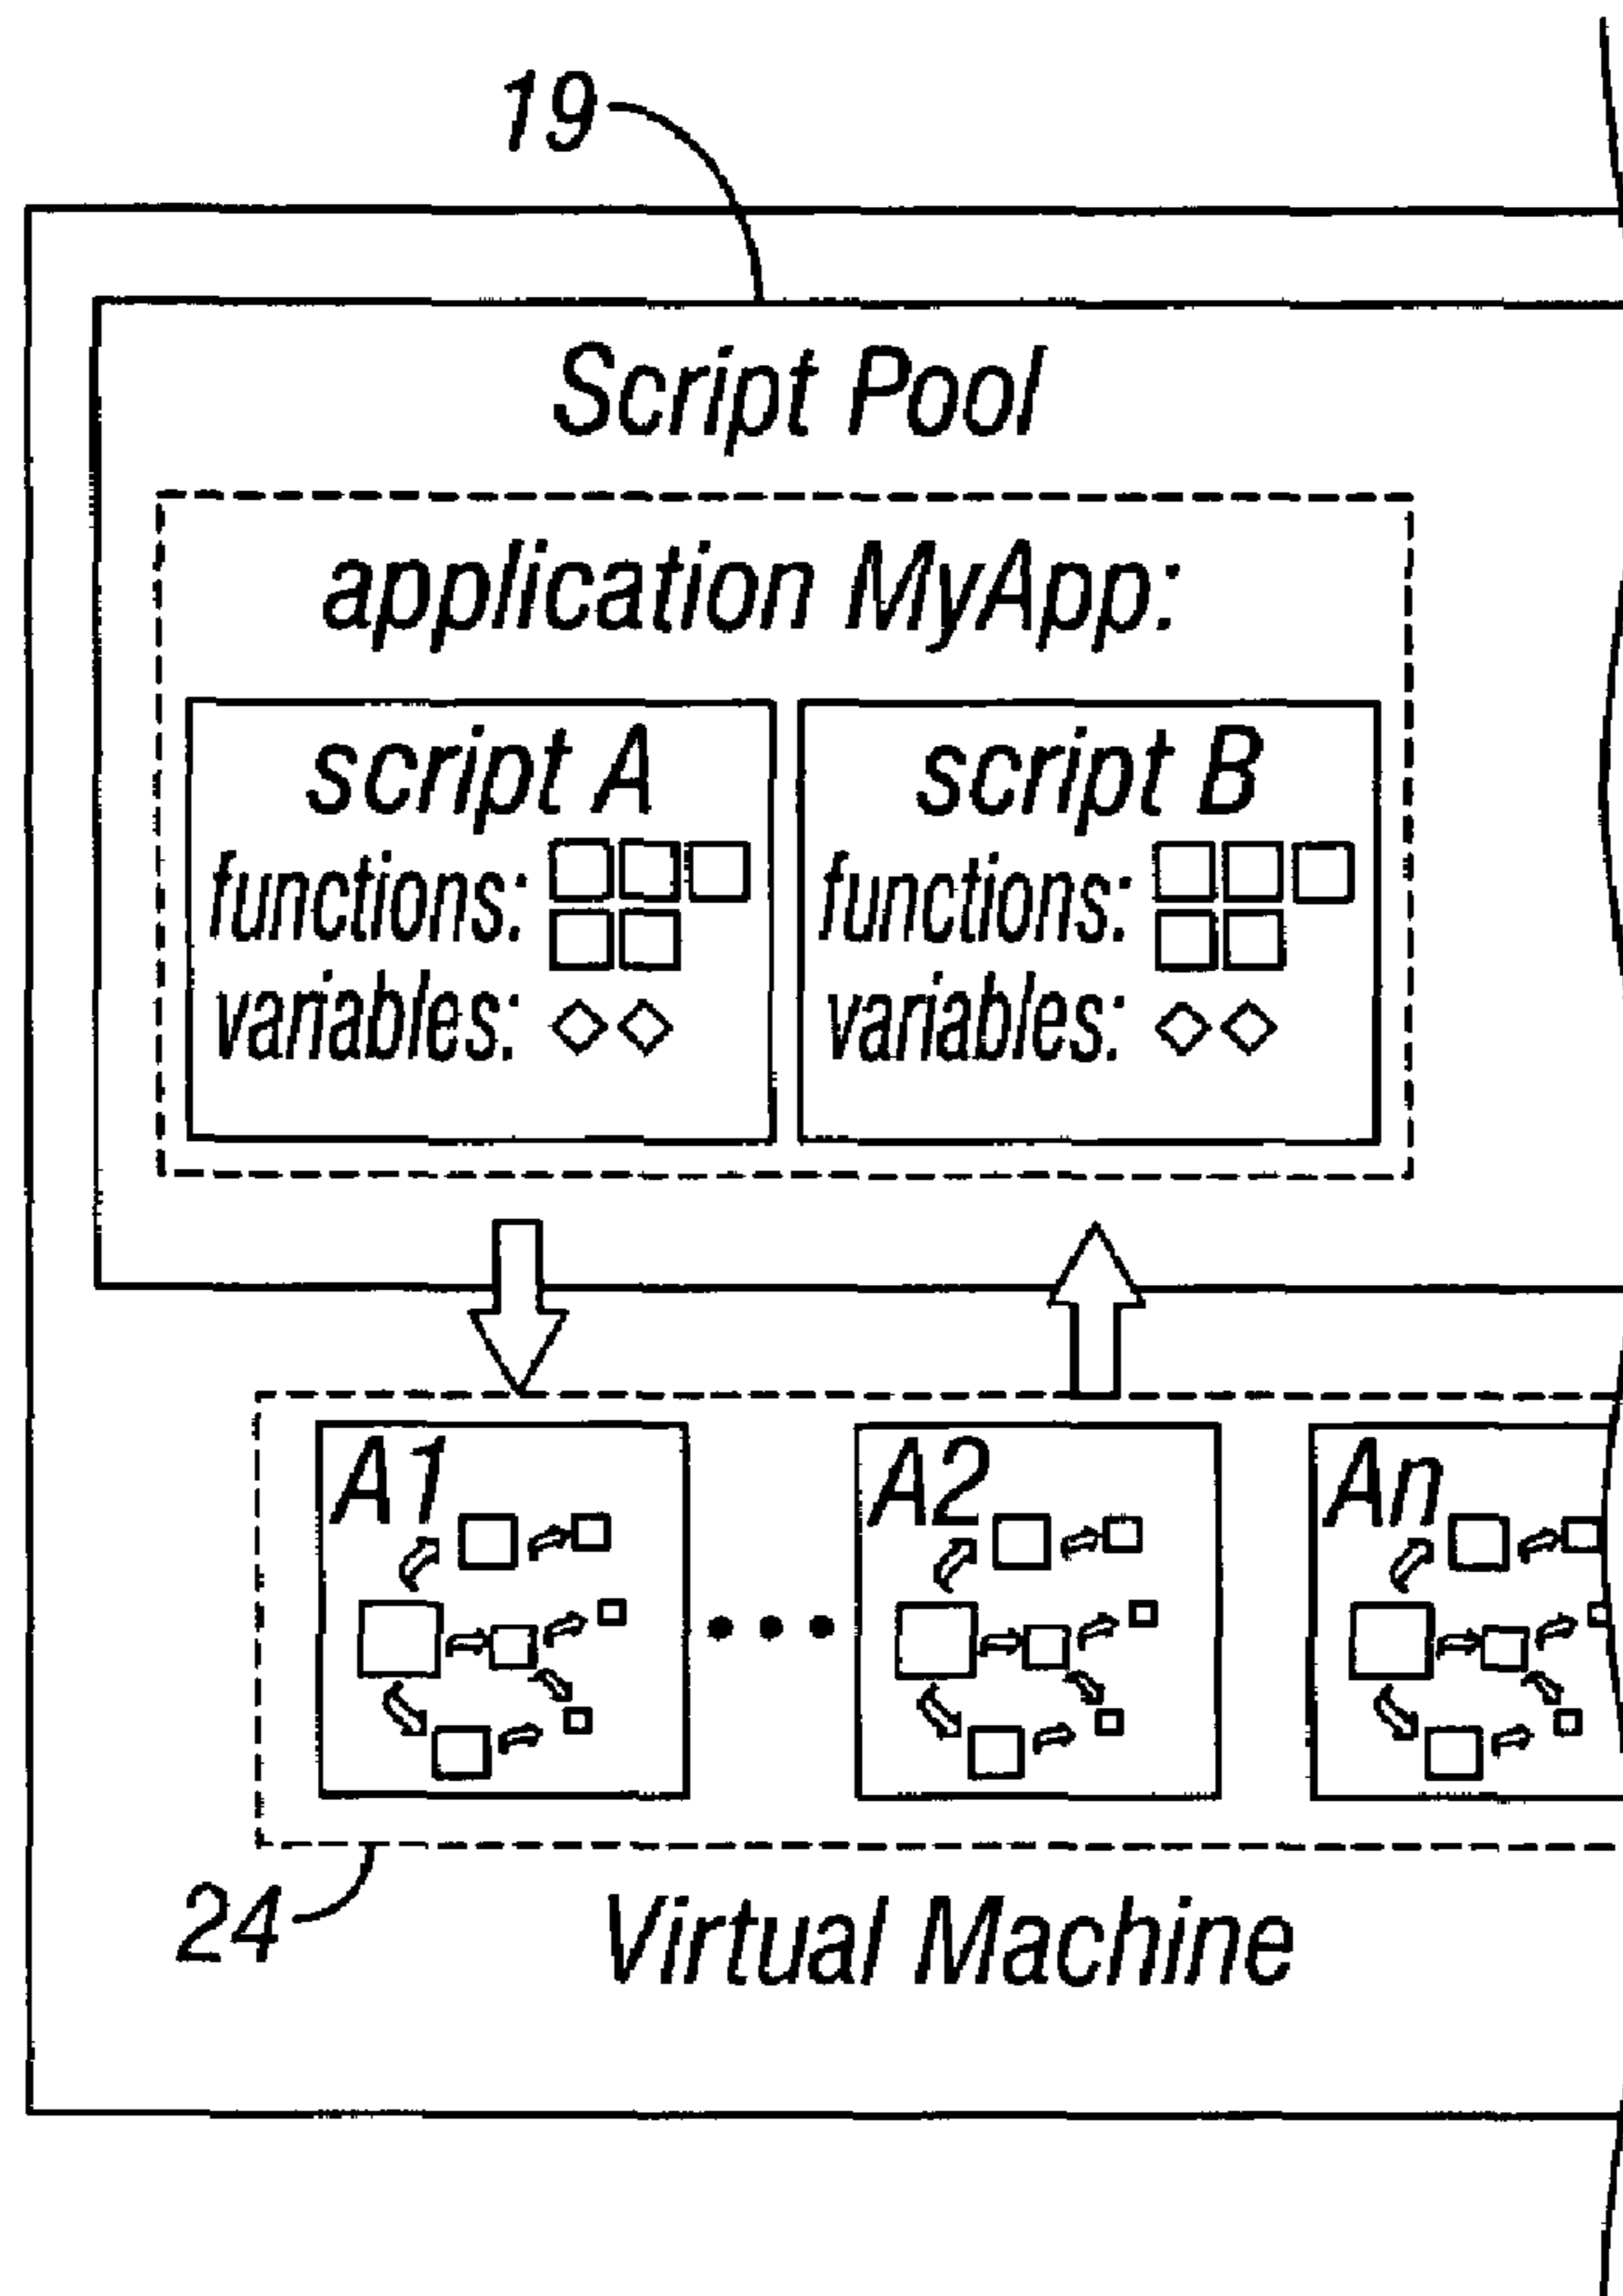 19
Script Pool
application MyApp:
script A
functions:
variables:
script B
functions:
variables:
A1
A2
An
24
Virtual Machine